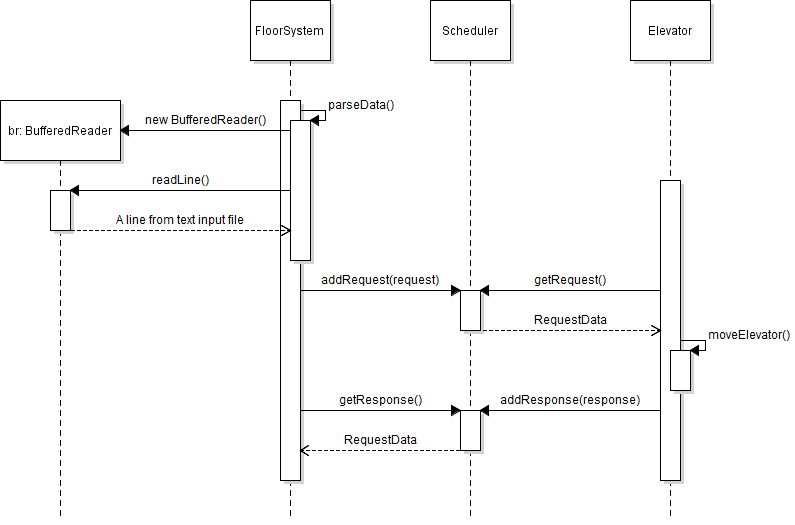 FloorSystem
Scheduler
Elevator
parseData()
br: BufferedReader
new BufferedReader()
readLine()
A line from text input file
addRequest(request)
getRequest()
RequestData
moveElevator()
getResponse()
addResponse(response)
RequestData